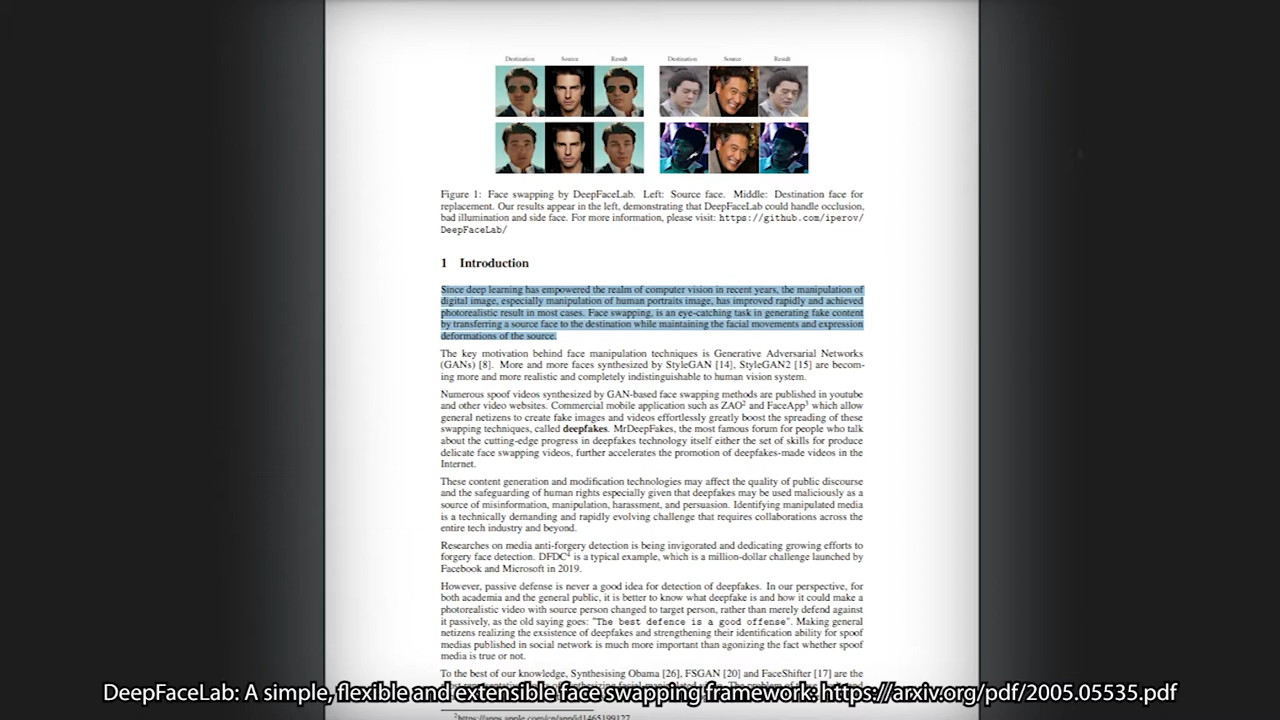 Destination Source Result Destination Source Result
Figure 1: Face swapping by DeepFaceLab. Left: Source face. Middle: Destination face for
replacement. Our results appear in the left, demonstrating that DeepFaceLab could handle occlusion,
bad illumination and side face. For more information, please visit: https://github.com/iperov/
DeepFaceLab/
1 Introduction
Since deep learning has empowered the realm of computer vision in recent years, the manipulation of
digital image, especially manipulation of human portraits image, has improved rapidly and achieved
photorealistic result in most cases. Face swapping, is an eye-catching task in generating fake content
by transferring a source face to the destination while maintaining the facial movements and expression
deformations of the source.
The key motivation behind face manipulation techniques is Generative Adversarial Networks
(GANs) [8]. More and more faces synthesized by StyleGAN [14], StyleGAN2 [15] are becom-
ing more and more realistic and completely indistinguishable to human vision system.
Numerous spoof videos synthesized by GAN-based face swapping methods are published in youtube
and other video websites. Commercial mobile application such as ZAO² and FaceApp³ which allow
general netizens to create fake images and videos effortlessly greatly boost the spreading of these
swapping techniques, called deepfakes. MrDeepFakes, the most famous forum for people who talk
about the cutting-edge progress in deepfakes technology itself either the set of skills for produce
delicate face swapping videos, further accelerates the promotion of deepfakes-made videos in the
Internet.
These content generation and modification technologies may affect the quality of public discourse
and the safeguarding of human rights especially given that deepfakes may be used maliciously as a
source of misinformation, manipulation, harassment, and persuasion. Identifying manipulated media
is a technically demanding and rapidly evolving challenge that requires collaborations across the
entire tech industry and beyond.
Researches on media anti-forgery detection is being invigorated and dedicating growing efforts to
forgery face detection. DFDC⁴ is a typical example, which is a million-dollar challenge launched by
Facebook and Microsoft in 2019.
However, passive defense is never a good idea for detection of deepfakes. In our perspective, for
both academia and the general public, it is better to know what deepfake is and how it could make a
photorealistic video with source person changed to target person, rather than merely defend against
it passively, as the old saying goes: "The best defence is a good offense". Making general
netizens realizing the exsistence of deepfakes and strengthening their identification ability for spoof
medias published in social network is much more important than agonizing the fact whether spoof
media is true or not.
To the best of our knowledge, Synthesising Obama [26], FSGAN [20] and FaceShifter [17] are the
DeepFaceLab: A simple, flexible and extensible face swapping framework: https://arxiv.org/pdf/2005.05535.pdf
²https://apps.apple.com/cn/app/id1465199127